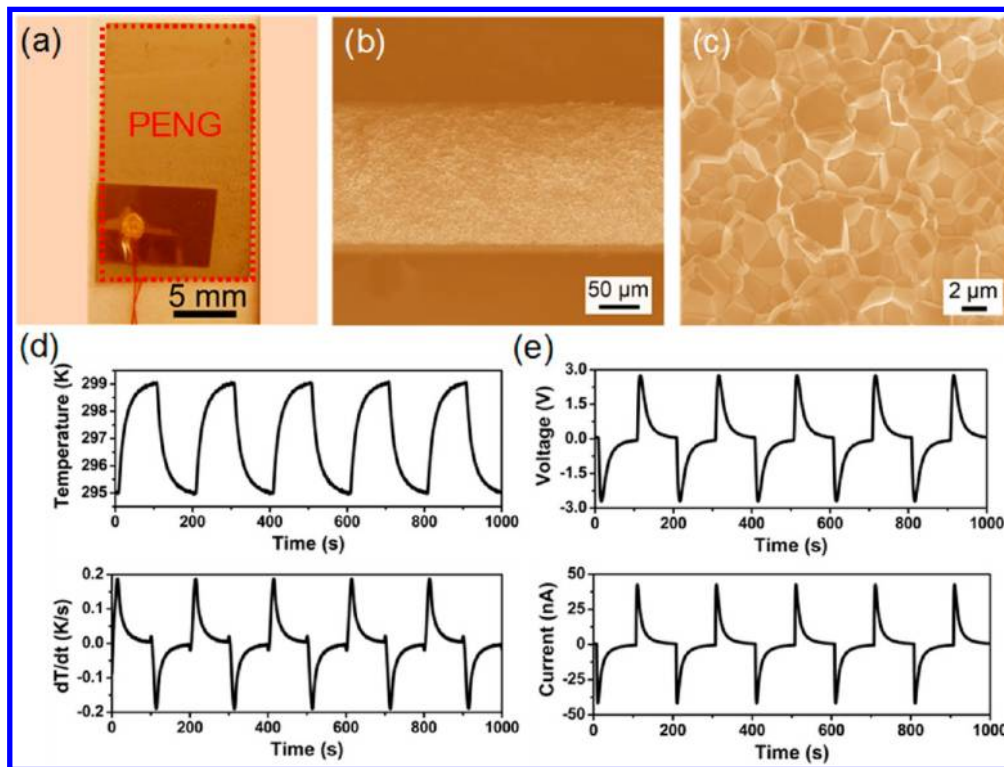 (a)
PENG
5 mm
(b)
50 μm
(c)
2 μm
(d)
Temperature (K)
299
298
297
296
295
0 200 400 600 800 1000
Time (s)
dT/dt (K/s)
0.2
0.1
0.0
-0.1
-0.2
0 200 400 600 800 1000
Time (s)
(e)
Voltage (V)
3.0
1.5
0.0
-1.5
-3.0
0 200 400 600 800 1000
Time (s)
Current (nA)
50
25
0
-25
-50
0 200 400 600 800 1000
Time (s)